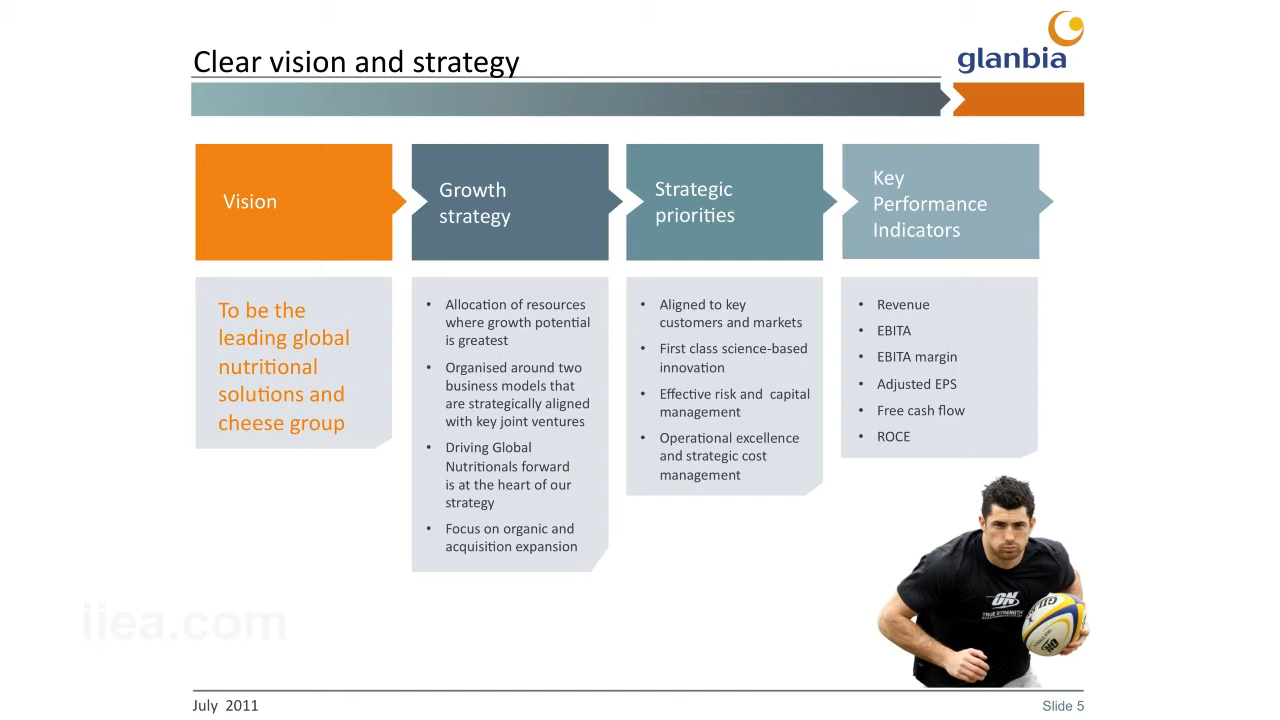 Clear vision and strategy
glanbia
Vision
Growth
strategy
Strategic
priorities
Key
Performance
Indicators
To be the
leading global
nutritional
solutions and
cheese group
• Allocation of resources
where growth potential
is greatest
• Organised around two
business models that
are strategically aligned
with key joint ventures
• Driving Global
Nutritionals forward
is at the heart of our
strategy
• Focus on organic and
acquisition expansion
• Aligned to key
customers and markets
• First class science-based
innovation
• Effective risk and capital
management
• Operational excellence
and strategic cost
management
• Revenue
• EBITA
• EBITA margin
• Adjusted EPS
• Free cash flow
• ROCE
ON
TRUE STRENGTH
GILBERT
ON
iiea.com
July 2011
Slide 5